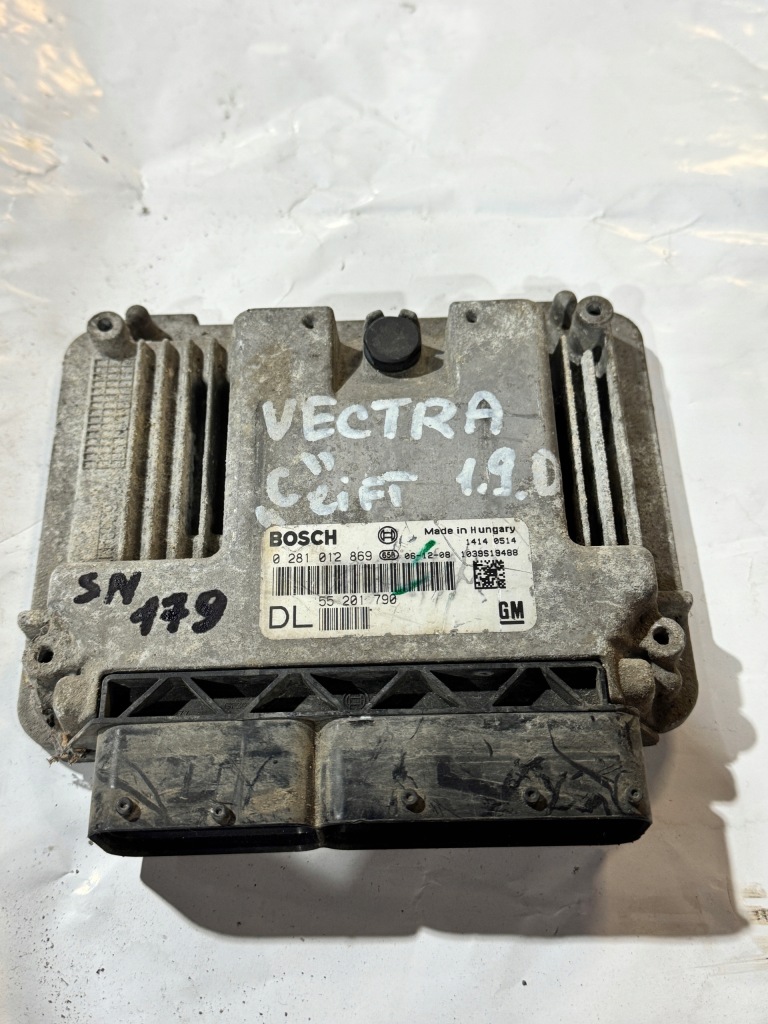 VECTRA
"C" LIFT 1.9.D
BOSCH Made in Hungary
1414 0514
0 281 012 869 658 06-12-08 1039S19488
55 201 790
DL GM
SN
179